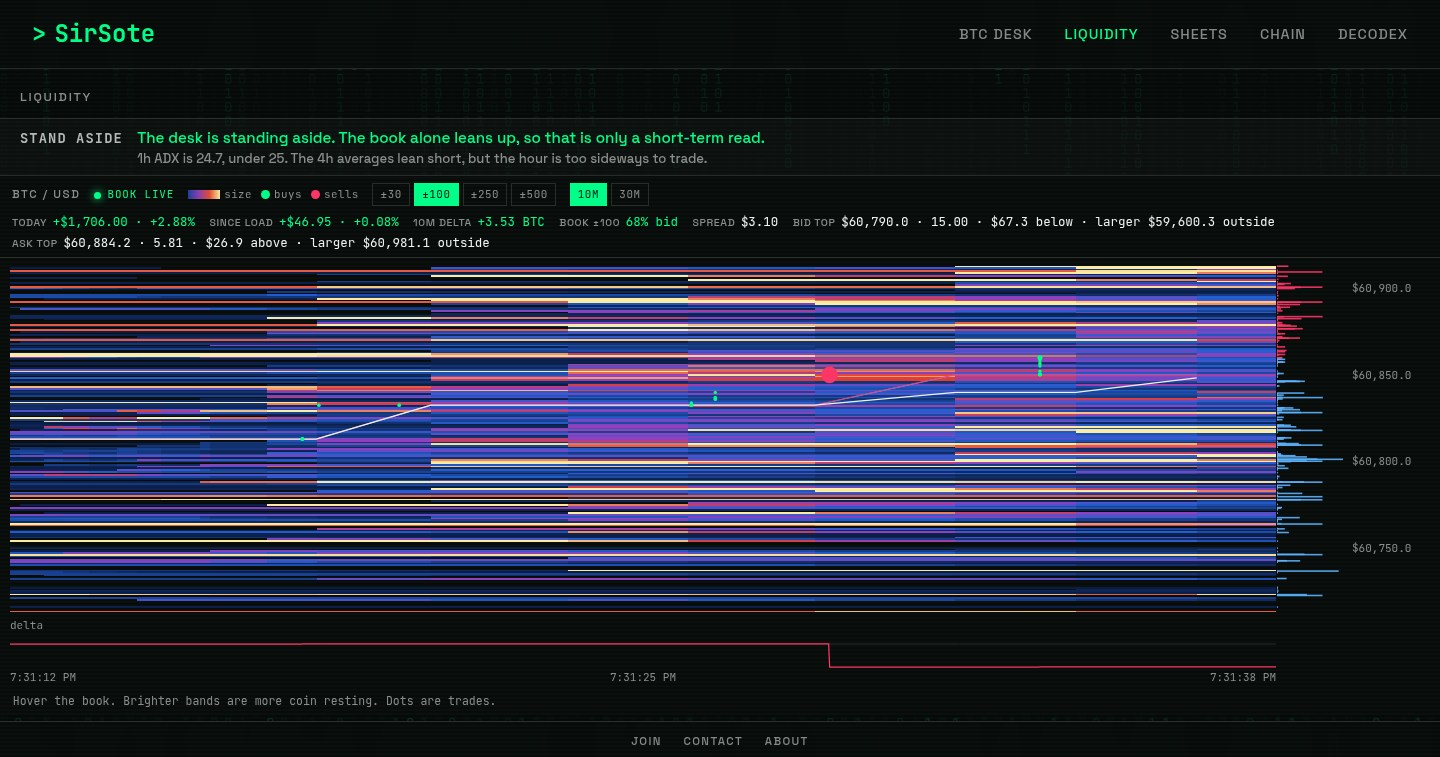 > SirSote
BTC DESK LIQUIDITY SHEETS CHAIN DECODEX
LIQUIDITY
STAND ASIDE The desk is standing aside. The book alone leans up, so that is only a short-term read.
1h ADX is 24.7, under 25. The 4h averages lean short, but the hour is too sideways to trade.
BTC / USD BOOK LIVE size buys sells ±30 ±100 ±250 ±500 10M 30M
TODAY +$1,706.00 · +2.88% SINCE LOAD +$46.95 · +0.08% 10M DELTA +3.53 BTC BOOK ±100 68% bid SPREAD $3.10 BID TOP $60,790.0 · 15.00 · $67.3 below · larger $59,600.3 outside
ASK TOP $60,884.2 · 5.81 · $26.9 above · larger $60,981.1 outside
$60,900.0
$60,850.0
$60,800.0
$60,750.0
delta
7:31:12 PM 7:31:25 PM 7:31:38 PM
Hover the book. Brighter bands are more coin resting. Dots are trades.
JOIN CONTACT ABOUT